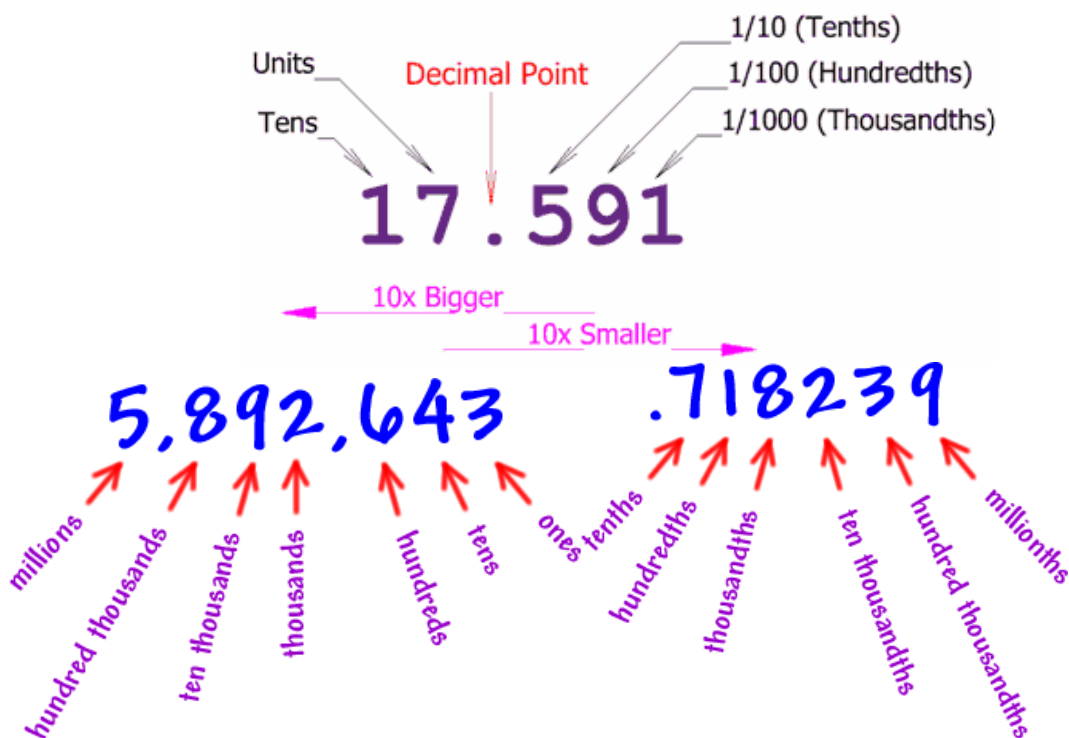 1/10 (Tenths)
Units
Decimal Point
1/100 (Hundredths)
Tens
1/1000 (Thousandths)
17.591
10x Bigger
10x Smaller
5,892,643
.718239
millions
hundred thousands
ten thousands
thousands
hundreds
tens
ones
tenths
hundredths
thousandths
ten thousandths
hundred thousandths
millionths